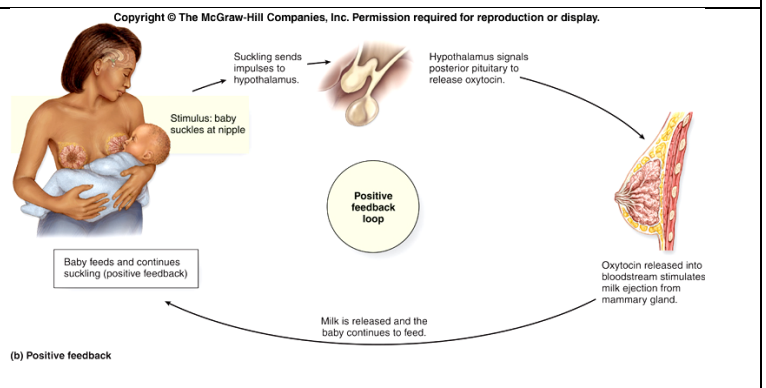 Copyright © The McGraw-Hill Companies, Inc. Permission required for reproduction or display.
Suckling sends
impulses to
hypothalamus.
Hypothalamus signals
posterior pituitary to
release oxytocin.
Stimulus: baby
suckles at nipple
Positive
feedback
loop
Baby feeds and continues
suckling (positive feedback)
Oxytocin released into
bloodstream stimulates
milk ejection from
mammary gland.
Milk is released and the
baby continues to feed.
(b) Positive feedback